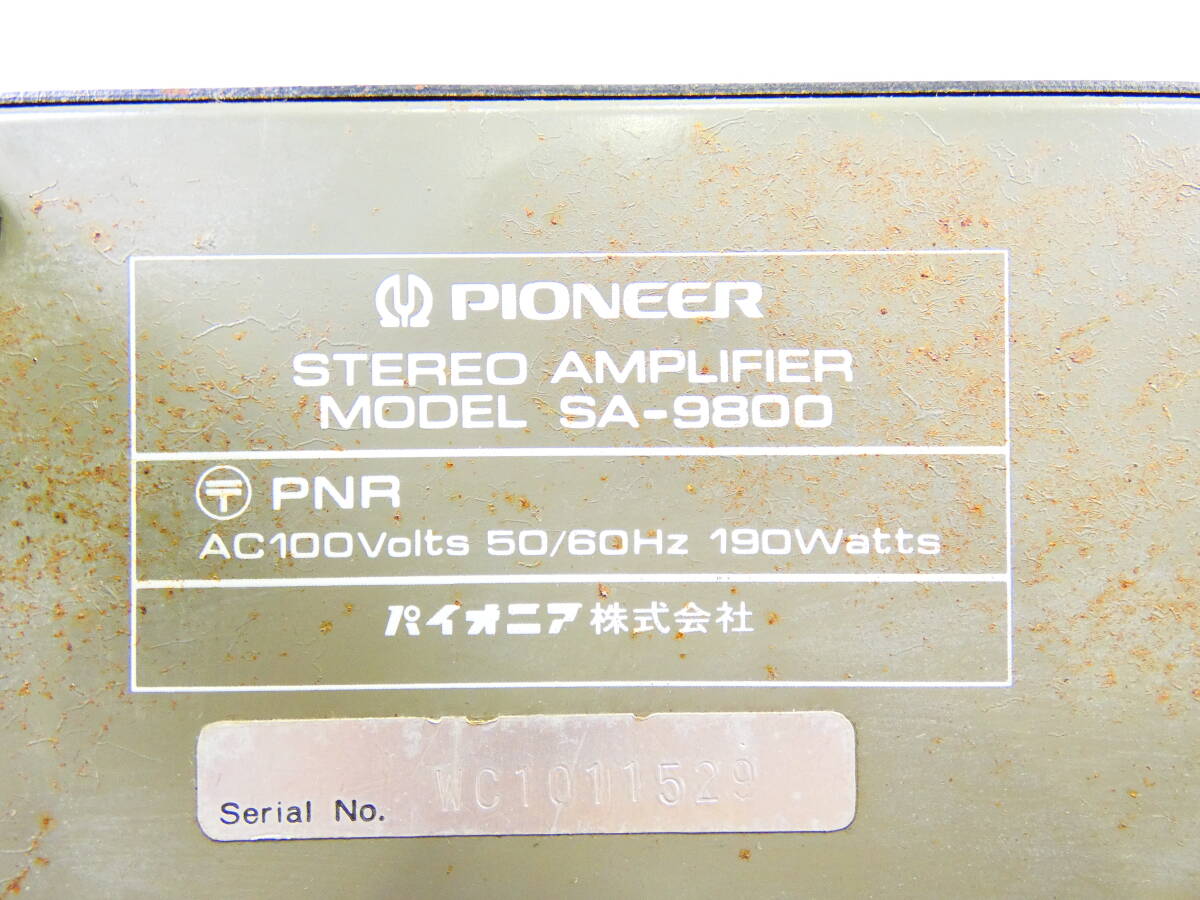 PIONEER
STEREO AMPLIFIER
MODEL SA-9800
〒 PNR
AC100Volts 50/60Hz 190Watts
パイオニア株式会社
Serial No. WC1011529